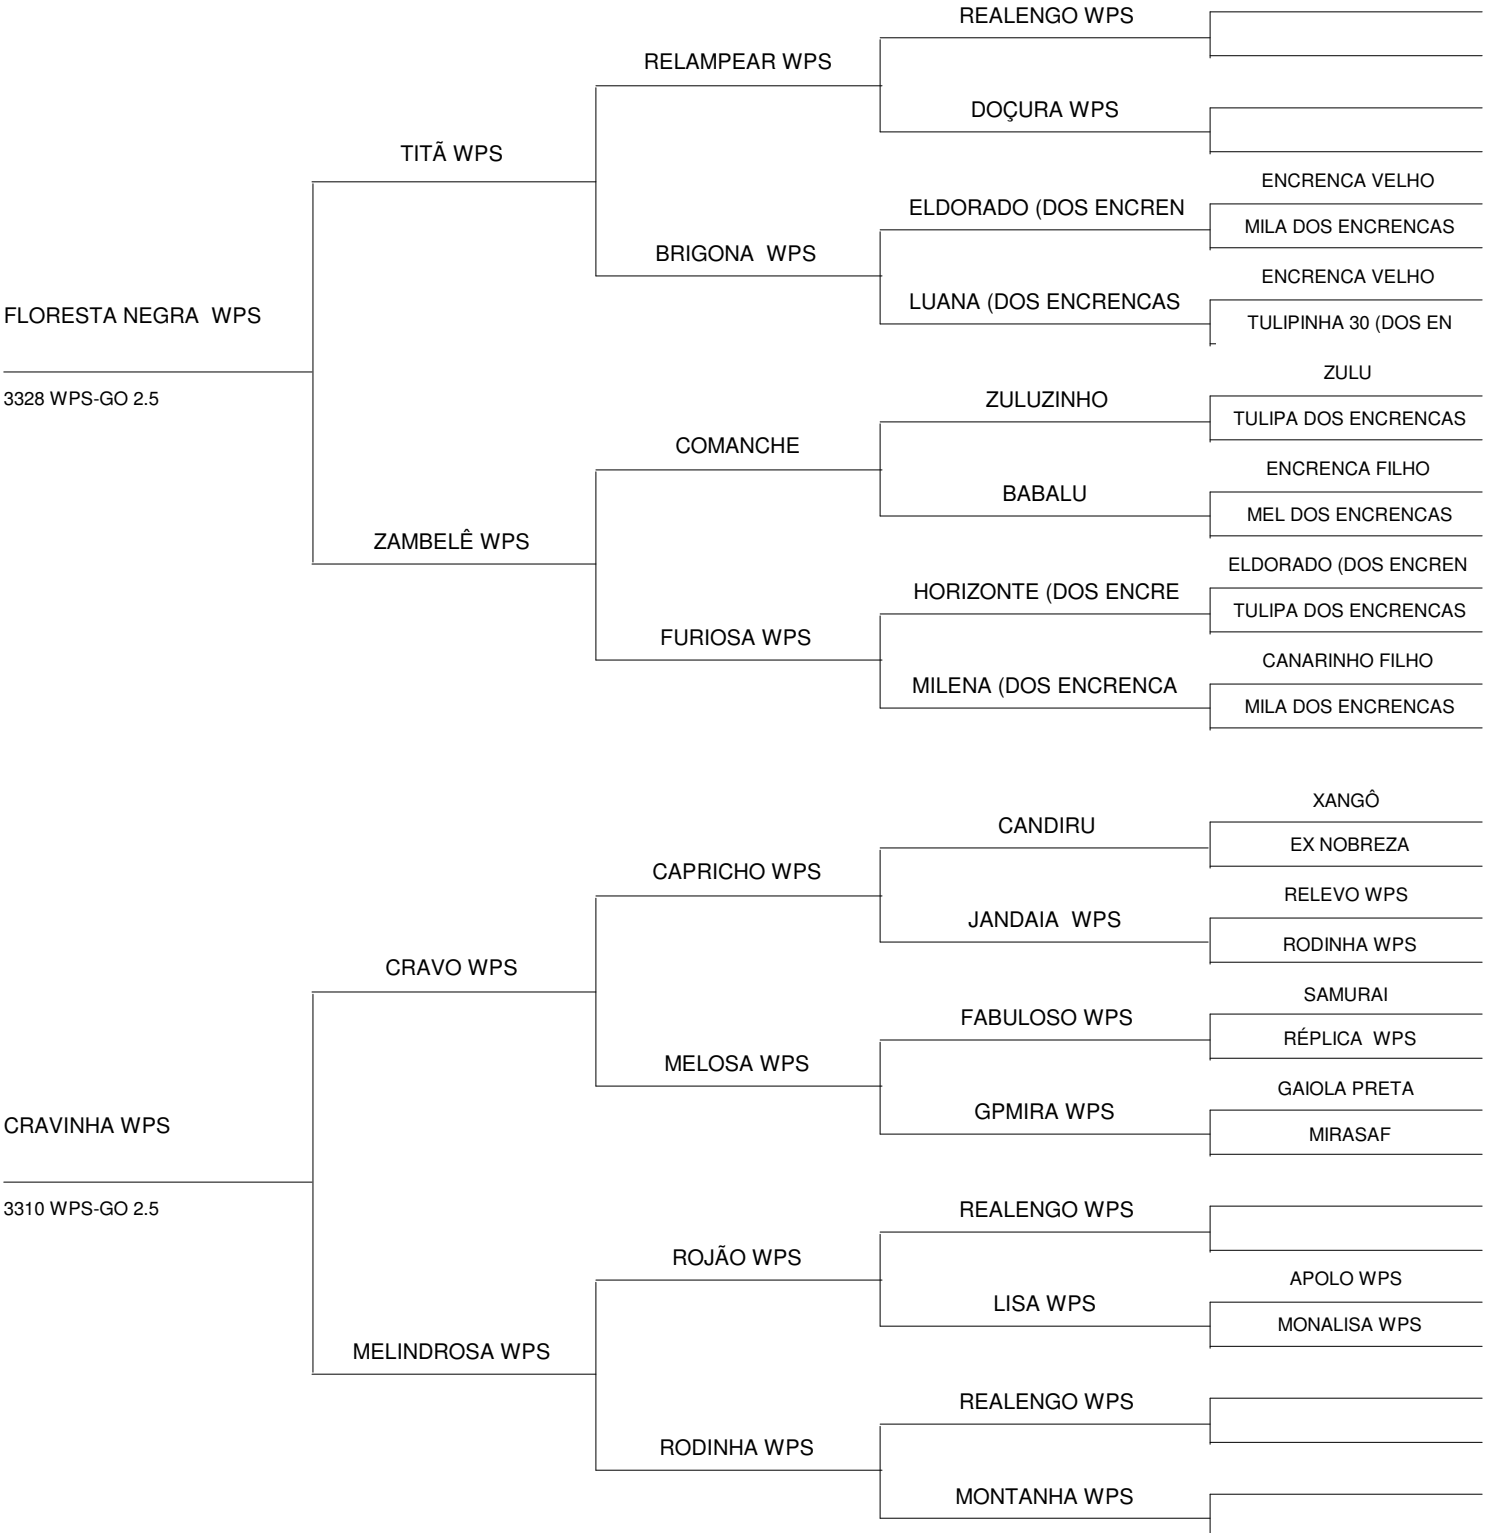 REALENGO WPS
RELAMPEAR WPS
DOÇURA WPS
TITÃ WPS
ENCRENCA VELHO
ELDORADO (DOS ENCREN
MILA DOS ENCRENCAS
BRIGONA  WPS
ENCRENCA VELHO
LUANA (DOS ENCRENCAS
TULIPINHA 30 (DOS EN
FLORESTA NEGRA  WPS
3328 WPS-GO 2.5
ZULU
ZULUZINHO
TULIPA DOS ENCRENCAS
COMANCHE
ENCRENCA FILHO
BABALU
MEL DOS ENCRENCAS
ZAMBELÊ WPS
ELDORADO (DOS ENCREN
HORIZONTE (DOS ENCRE
TULIPA DOS ENCRENCAS
FURIOSA WPS
CANARINHO FILHO
MILENA (DOS ENCRENCA
MILA DOS ENCRENCAS
XANGÔ
CANDIRU
EX NOBREZA
CAPRICHO WPS
RELEVO WPS
JANDAIA  WPS
RODINHA WPS
CRAVO WPS
SAMURAI
FABULOSO WPS
RÉPLICA  WPS
MELOSA WPS
GAIOLA PRETA
GPMIRA WPS
MIRASAF
CRAVINHA WPS
3310 WPS-GO 2.5
REALENGO WPS
ROJÃO WPS
APOLO WPS
LISA WPS
MONALISA WPS
MELINDROSA WPS
REALENGO WPS
RODINHA WPS
MONTANHA WPS